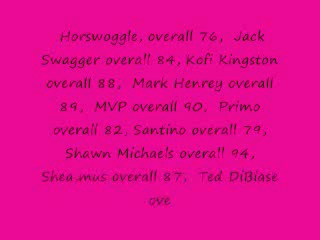 Horswoggle, overall 76, Jack
Swagger overall 84, Kofi Kingston
overall 88, Mark Henrey overall
89, MVP overall 90, Primo
overall 82, Santino overall 79,
Shawn Michaels overall 94,
Shea,mus overall 87, Ted DiBiase
ove